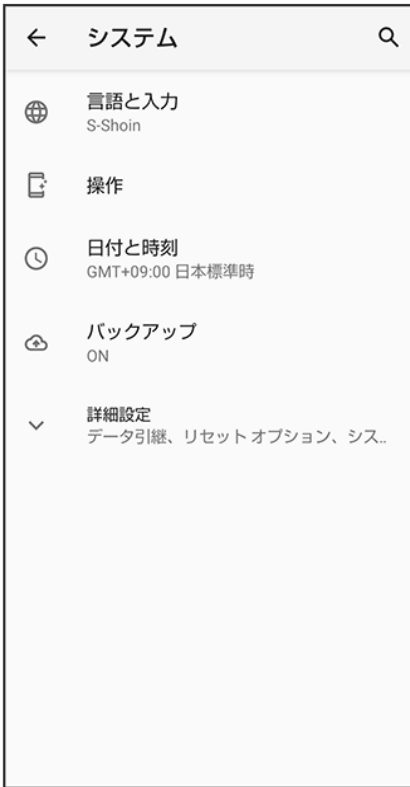 システム
言語と入力
S-Shoin
操作
日付と時刻
GMT+09:00 日本標準時
バックアップ
ON
詳細設定
データ引継、リセット オプション、シス...